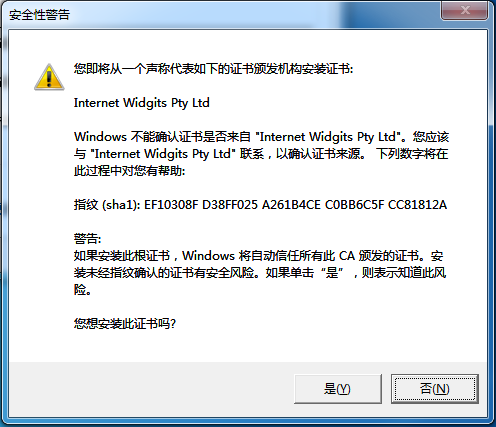 安全性警告
您即将从一个声称代表如下的证书颁发机构安装证书:
Internet Widgits Pty Ltd
Windows 不能确认证书是否来自 "Internet Widgits Pty Ltd"。您应该
与 "Internet Widgits Pty Ltd" 联系，以确认证书来源。 下列数字将在
此过程中对您有帮助:
指纹 (sha1): EF10308F D38FF025 A261B4CE C0BB6C5F CC81812A
警告:
如果安装此根证书，Windows 将自动信任所有此 CA 颁发的证书。安
装未经指纹确认的证书有安全风险。如果单击“是”，则表示知道此风
险。
您想安装此证书吗?
是(Y)
否(N)